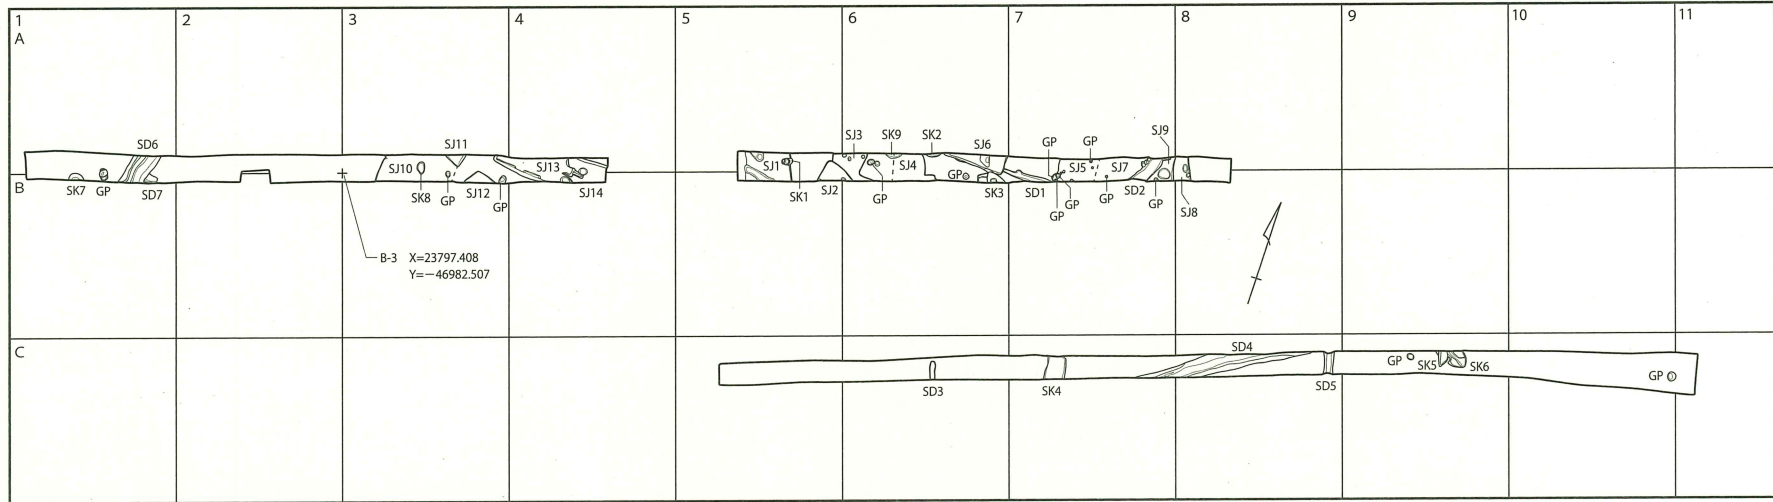 1 2 3 4 5 6 7 8 9 10 11
A
SD6 SJ11 SJ3 SK9 SK2 SJ6 GP GP SJ9
SJ10 SJ13 SJ1 SJ4 SJ5 SJ7
B SK7 GP SD7 SK8 GP SJ12 GP SJ14 SK1 SJ2 GP GP SK3 SD1 GP GP GP SD2 GP SJ8
B-3 X=23797.408
Y=−46982.507
C
SD4
SD3 SK4 SD5 GP SK5 SK6 GP